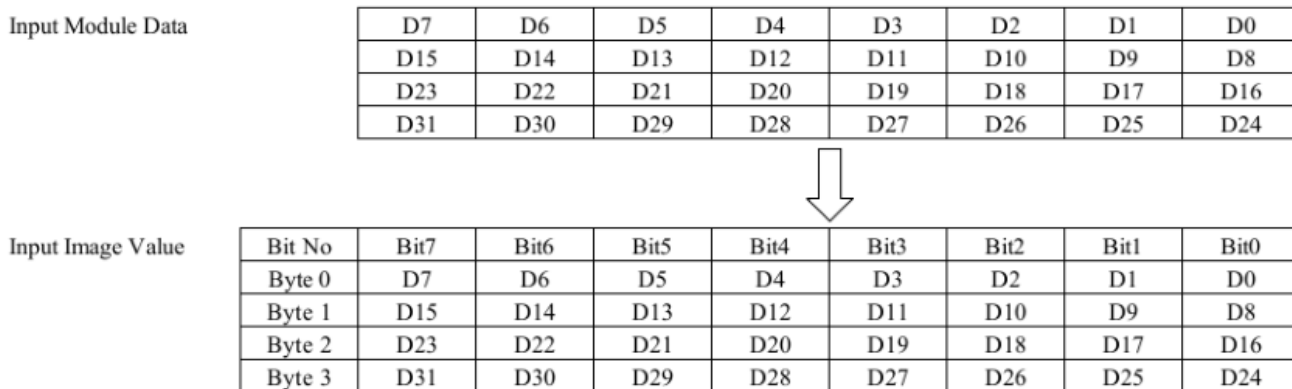 Input Module Data D7 D6 D5 D4 D3 D2 D1 D0
D15 D14 D13 D12 D11 D10 D9 D8
D23 D22 D21 D20 D19 D18 D17 D16
D31 D30 D29 D28 D27 D26 D25 D24
Input Image Value Bit No Bit7 Bit6 Bit5 Bit4 Bit3 Bit2 Bit1 Bit0
Byte 0 D7 D6 D5 D4 D3 D2 D1 D0
Byte 1 D15 D14 D13 D12 D11 D10 D9 D8
Byte 2 D23 D22 D21 D20 D19 D18 D17 D16
Byte 3 D31 D30 D29 D28 D27 D26 D25 D24